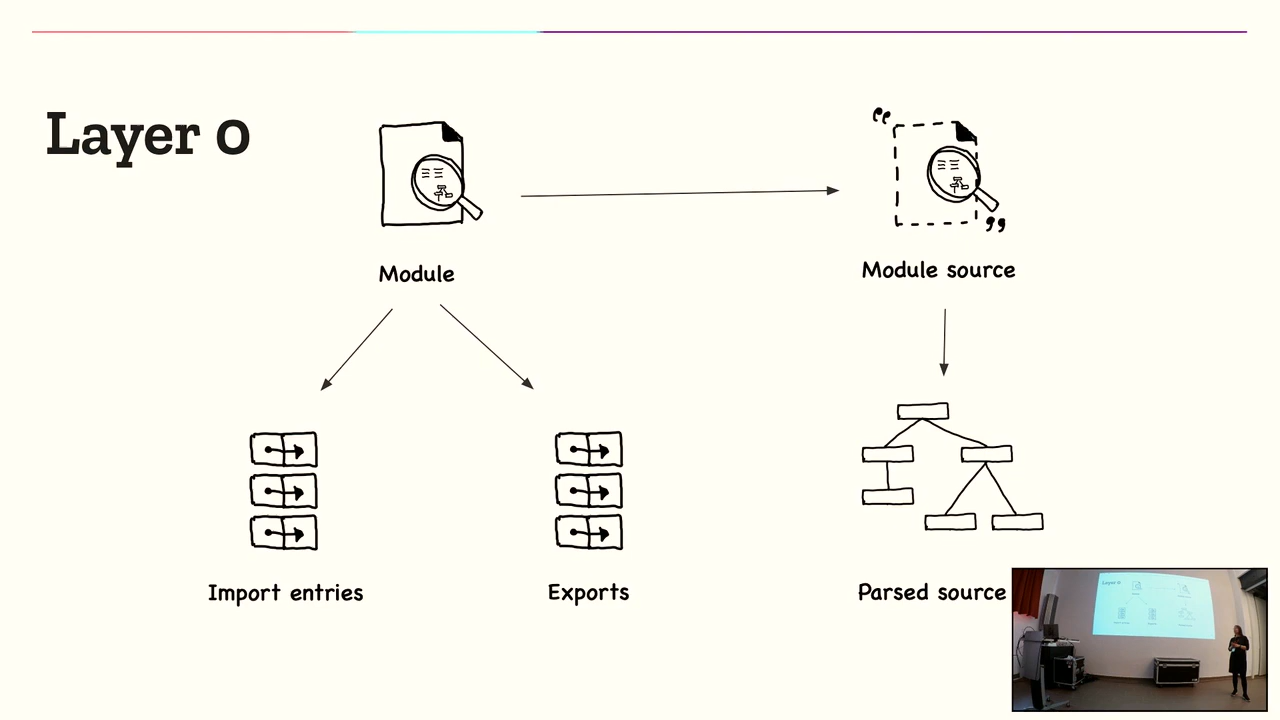 Layer 0
Module
Module source
Import entries
Exports
Parsed source